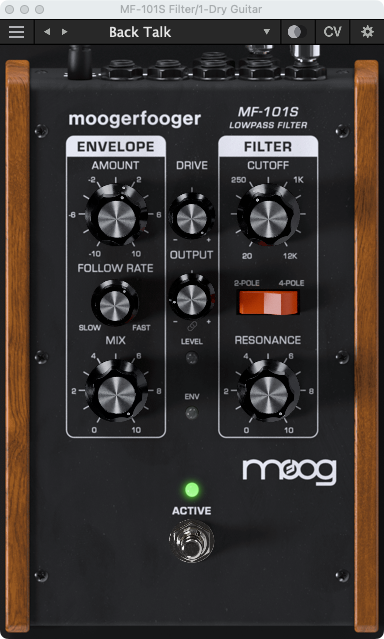 MF-101S Filter/1-Dry Guitar
Back Talk
CV
moogerfooger
MF-101S
LOWPASS FILTER
ENVELOPE
FILTER
AMOUNT
DRIVE
CUTOFF
-2 2
250 1K
-6 6
-10 10
- +
20 12K
FOLLOW RATE
OUTPUT
2-POLE 4-POLE
SLOW FAST
- +
MIX
LEVEL
RESONANCE
4 6
4 6
2 8
2 8
ENV
0 10
0 10
moog
ACTIVE